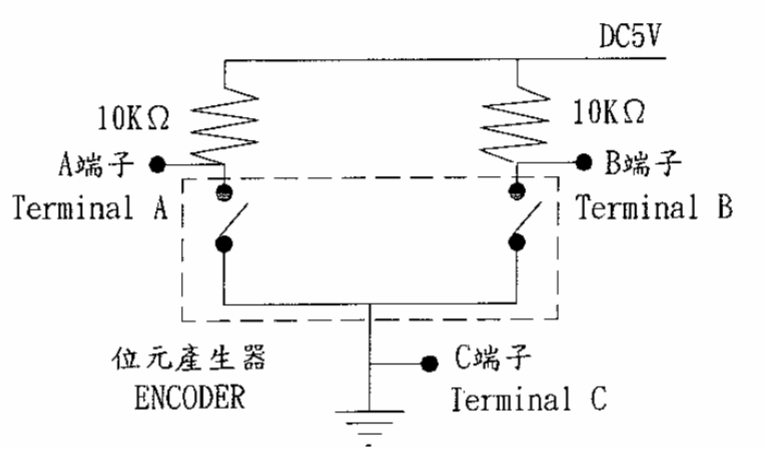 DC5V
10KΩ
10KΩ
A端子
B端子
Terminal A
Terminal B
位元產生器
C端子
ENCODER
Terminal C